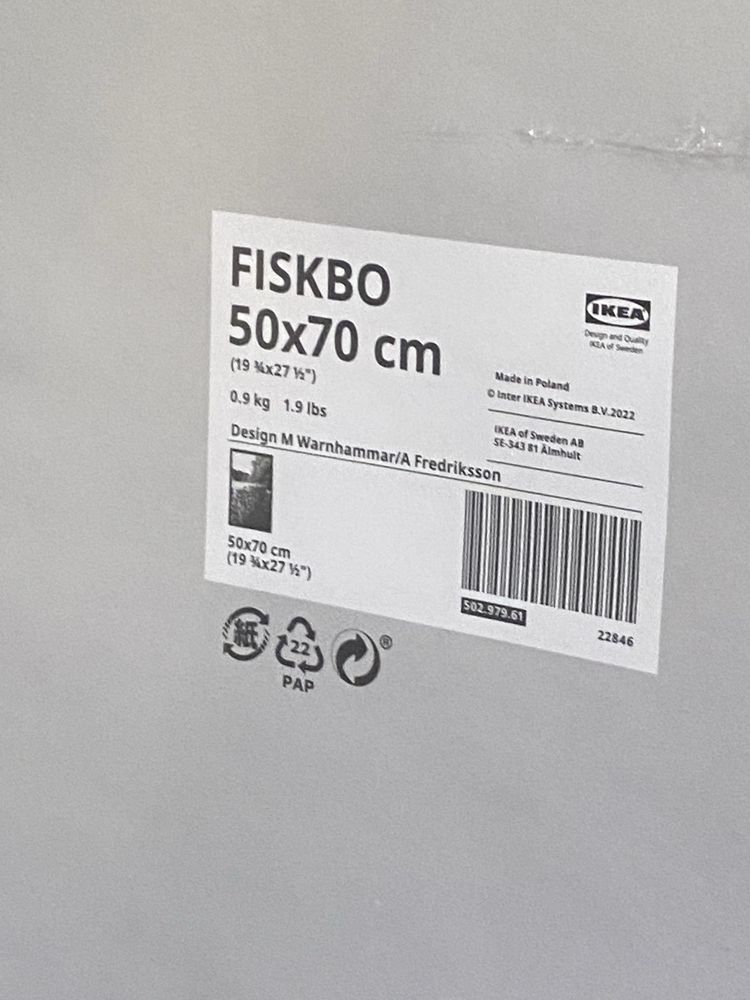 FISKBO
50x70 cm
(19 ¾x27 ½")
0.9 kg 1.9 lbs
Design M Warnhammar/A Fredriksson
IKEA
Design and Quality
IKEA of Sweden
Made in Poland
© Inter IKEA Systems B.V.2022
IKEA of Sweden AB
SE-343 81 Älmhult
50x70 cm
(19 ¾x27 ½")
502.979.61
22846
紙
22
PAP
®